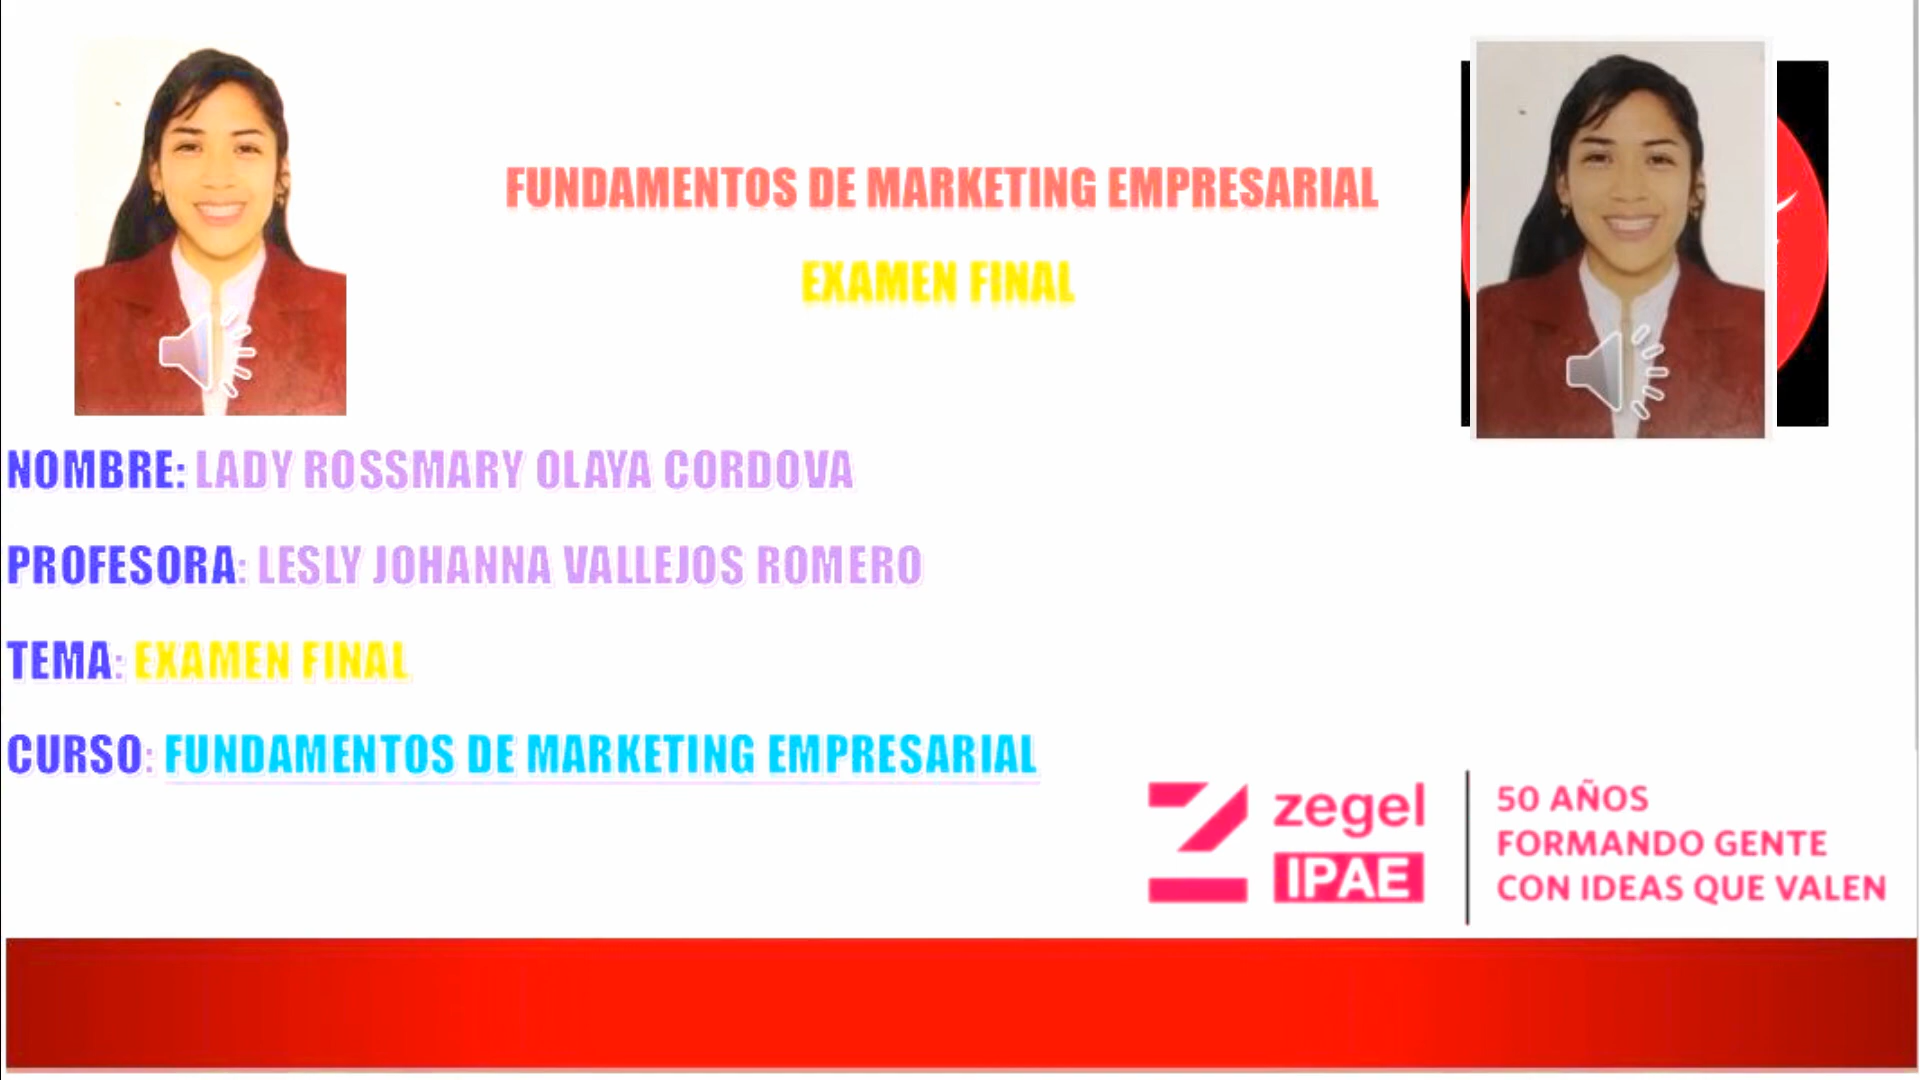 FUNDAMENTOS DE MARKETING EMPRESARIAL
EXAMEN FINAL
NOMBRE: LADY ROSSMARY OLAYA CORDOVA
PROFESORA: LESLY JOHANNA VALLEJOS ROMERO
TEMA: EXAMEN FINAL
CURSO: FUNDAMENTOS DE MARKETING EMPRESARIAL
zegel
IPAE
50 AÑOS
FORMANDO GENTE
CON IDEAS QUE VALEN